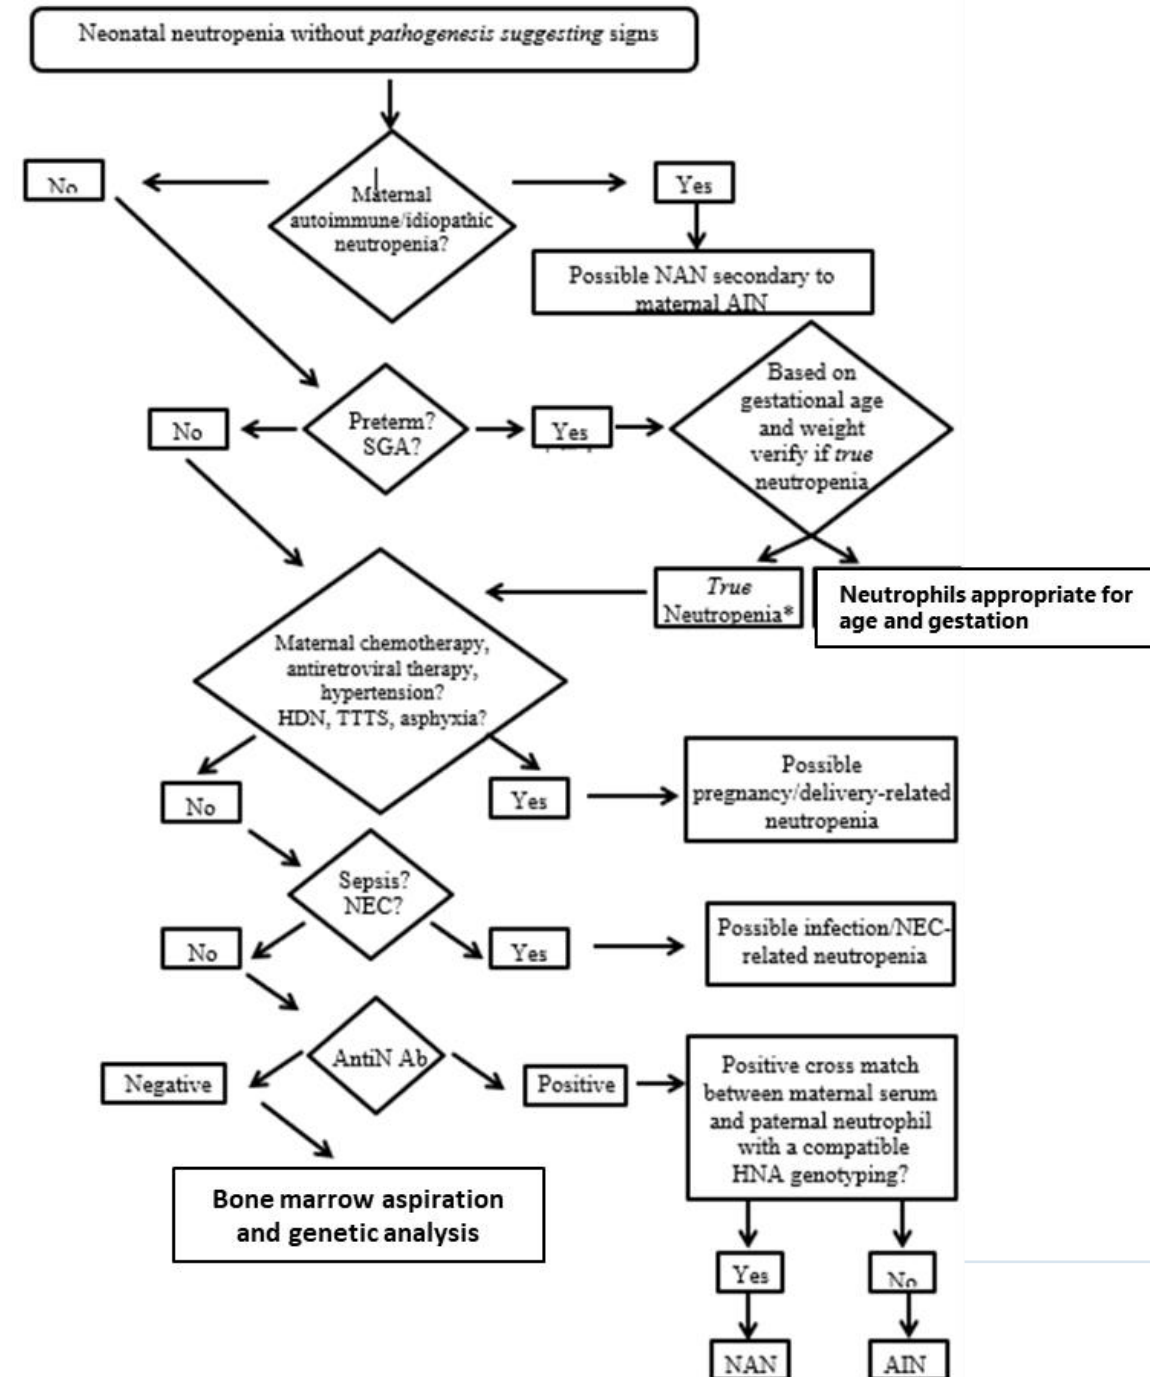 Neonatal neutropenia without pathogenesis suggesting signs
No
Maternal
autoimmune/idiopathic
neutropenia?
Yes
Possible NAN secondary to
maternal AIN
No
Preterm?
SGA?
Yes
Based on
gestational age
and weight
verify if true
neutropenia
True
Neutropenia*
Neutrophils appropriate for
age and gestation
Maternal chemotherapy,
antiretroviral therapy,
hypertension?
HDN, TTTS, asphyxia?
No
Yes
Possible
pregnancy/delivery-related
neutropenia
Sepsis?
NEC?
No
Yes
Possible infection/NEC-
related neutropenia
AntiN Ab
Negative
Positive
Positive cross match
between maternal serum
and paternal neutrophil
with a compatible
HNA genotyping?
Bone marrow aspiration
and genetic analysis
Yes
No
NAN
AIN